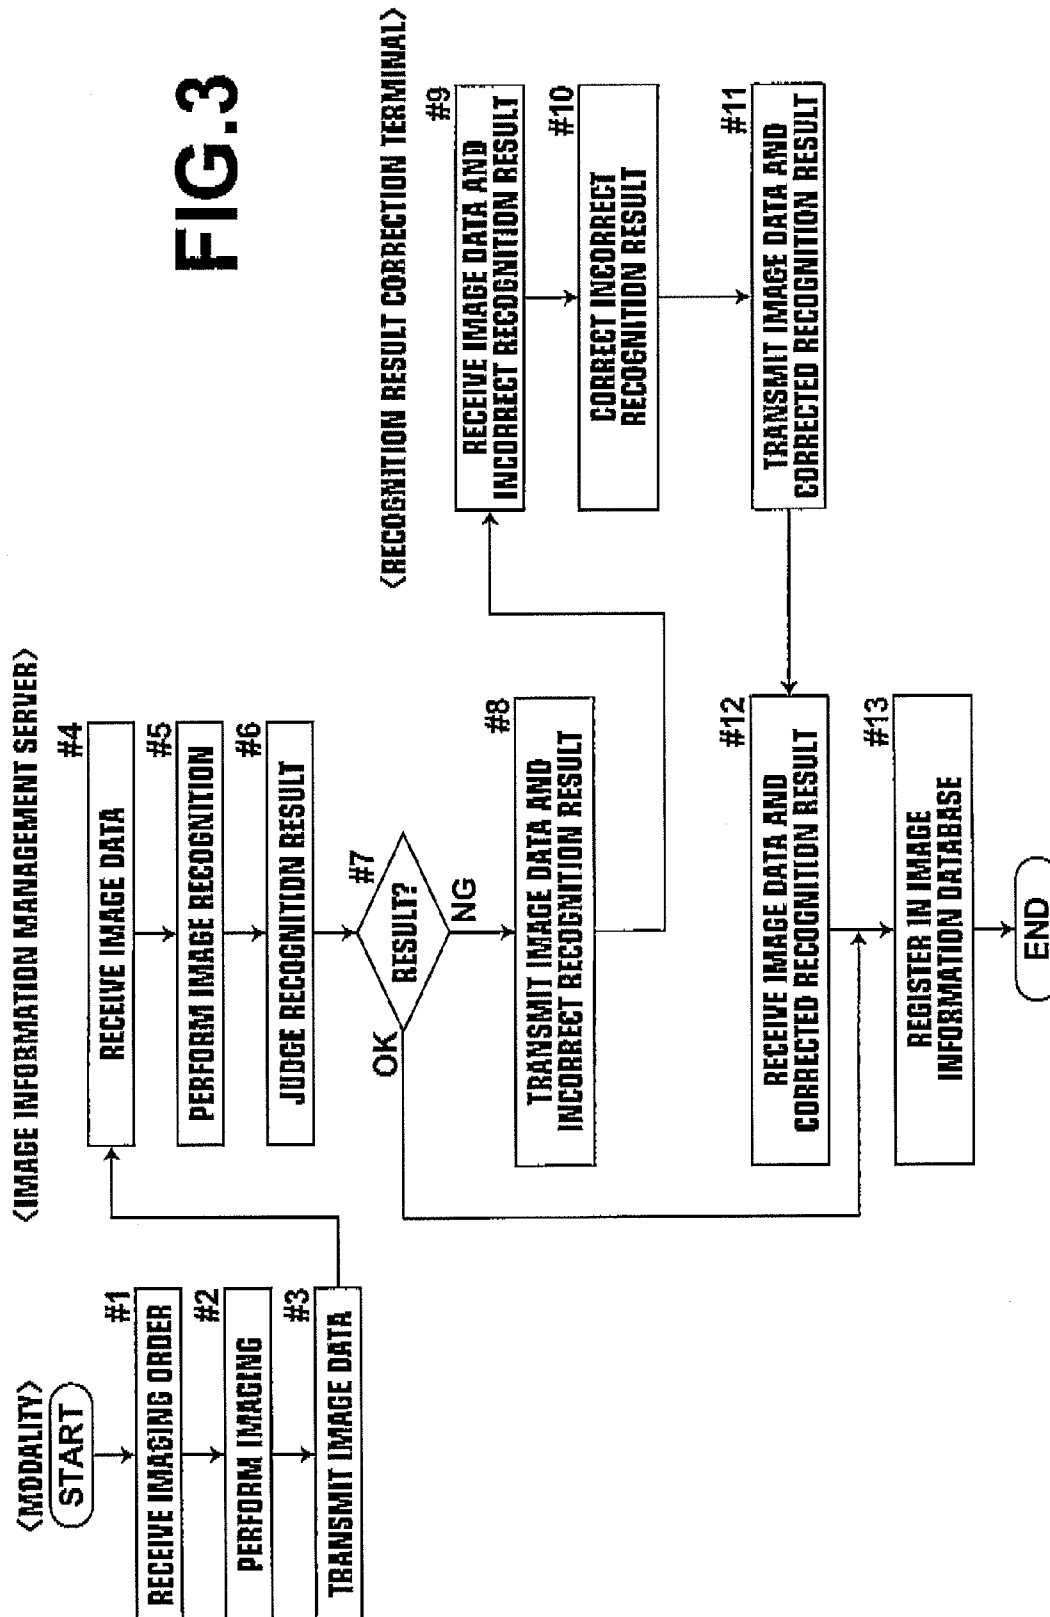 FIG.3
<MODALITY>
START
#1
RECEIVE IMAGING ORDER
#2
PERFORM IMAGING
#3
TRANSMIT IMAGE DATA
<IMAGE INFORMATION MANAGEMENT SERVER>
#4
RECEIVE IMAGE DATA
#5
PERFORM IMAGE RECOGNITION
#6
JUDGE RECOGNITION RESULT
#7
RESULT?
OK
NG
#8
TRANSMIT IMAGE DATA AND
INCORRECT RECOGNITION RESULT
<RECOGNITION RESULT CORRECTION TERMINAL>
#9
RECEIVE IMAGE DATA AND
INCORRECT RECOGNITION RESULT
#10
CORRECT INCORRECT
RECOGNITION RESULT
#11
TRANSMIT IMAGE DATA AND
CORRECTED RECOGNITION RESULT
#12
RECEIVE IMAGE DATA AND
CORRECTED RECOGNITION RESULT
#13
REGISTER IN IMAGE
INFORMATION DATABASE
END